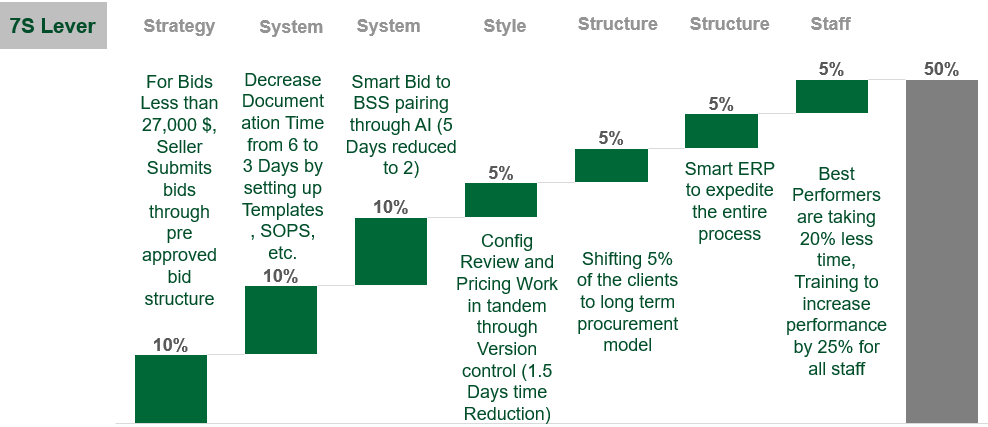 7S Lever
Strategy
System
System
Style
Structure
Structure
Staff
For Bids
Less than
27,000 $,
Seller
Submits
bids
through
pre
approved
bid
structure
10%
Decrease
Document
ation Time
from 6 to
3 Days by
setting up
Templates
, SOPS,
etc.
10%
Smart Bid to
BSS pairing
through AI (5
Days reduced
to 2)
10%
5%
Config
Review and
Pricing Work
in tandem
through
Version
control (1.5
Days time
Reduction)
5%
Shifting 5%
of the clients
to long term
procurement
model
5%
Smart ERP
to expedite
the entire
process
5%
Best
Performers
are taking
20% less
time,
Training to
increase
performance
by 25% for
all staff
50%